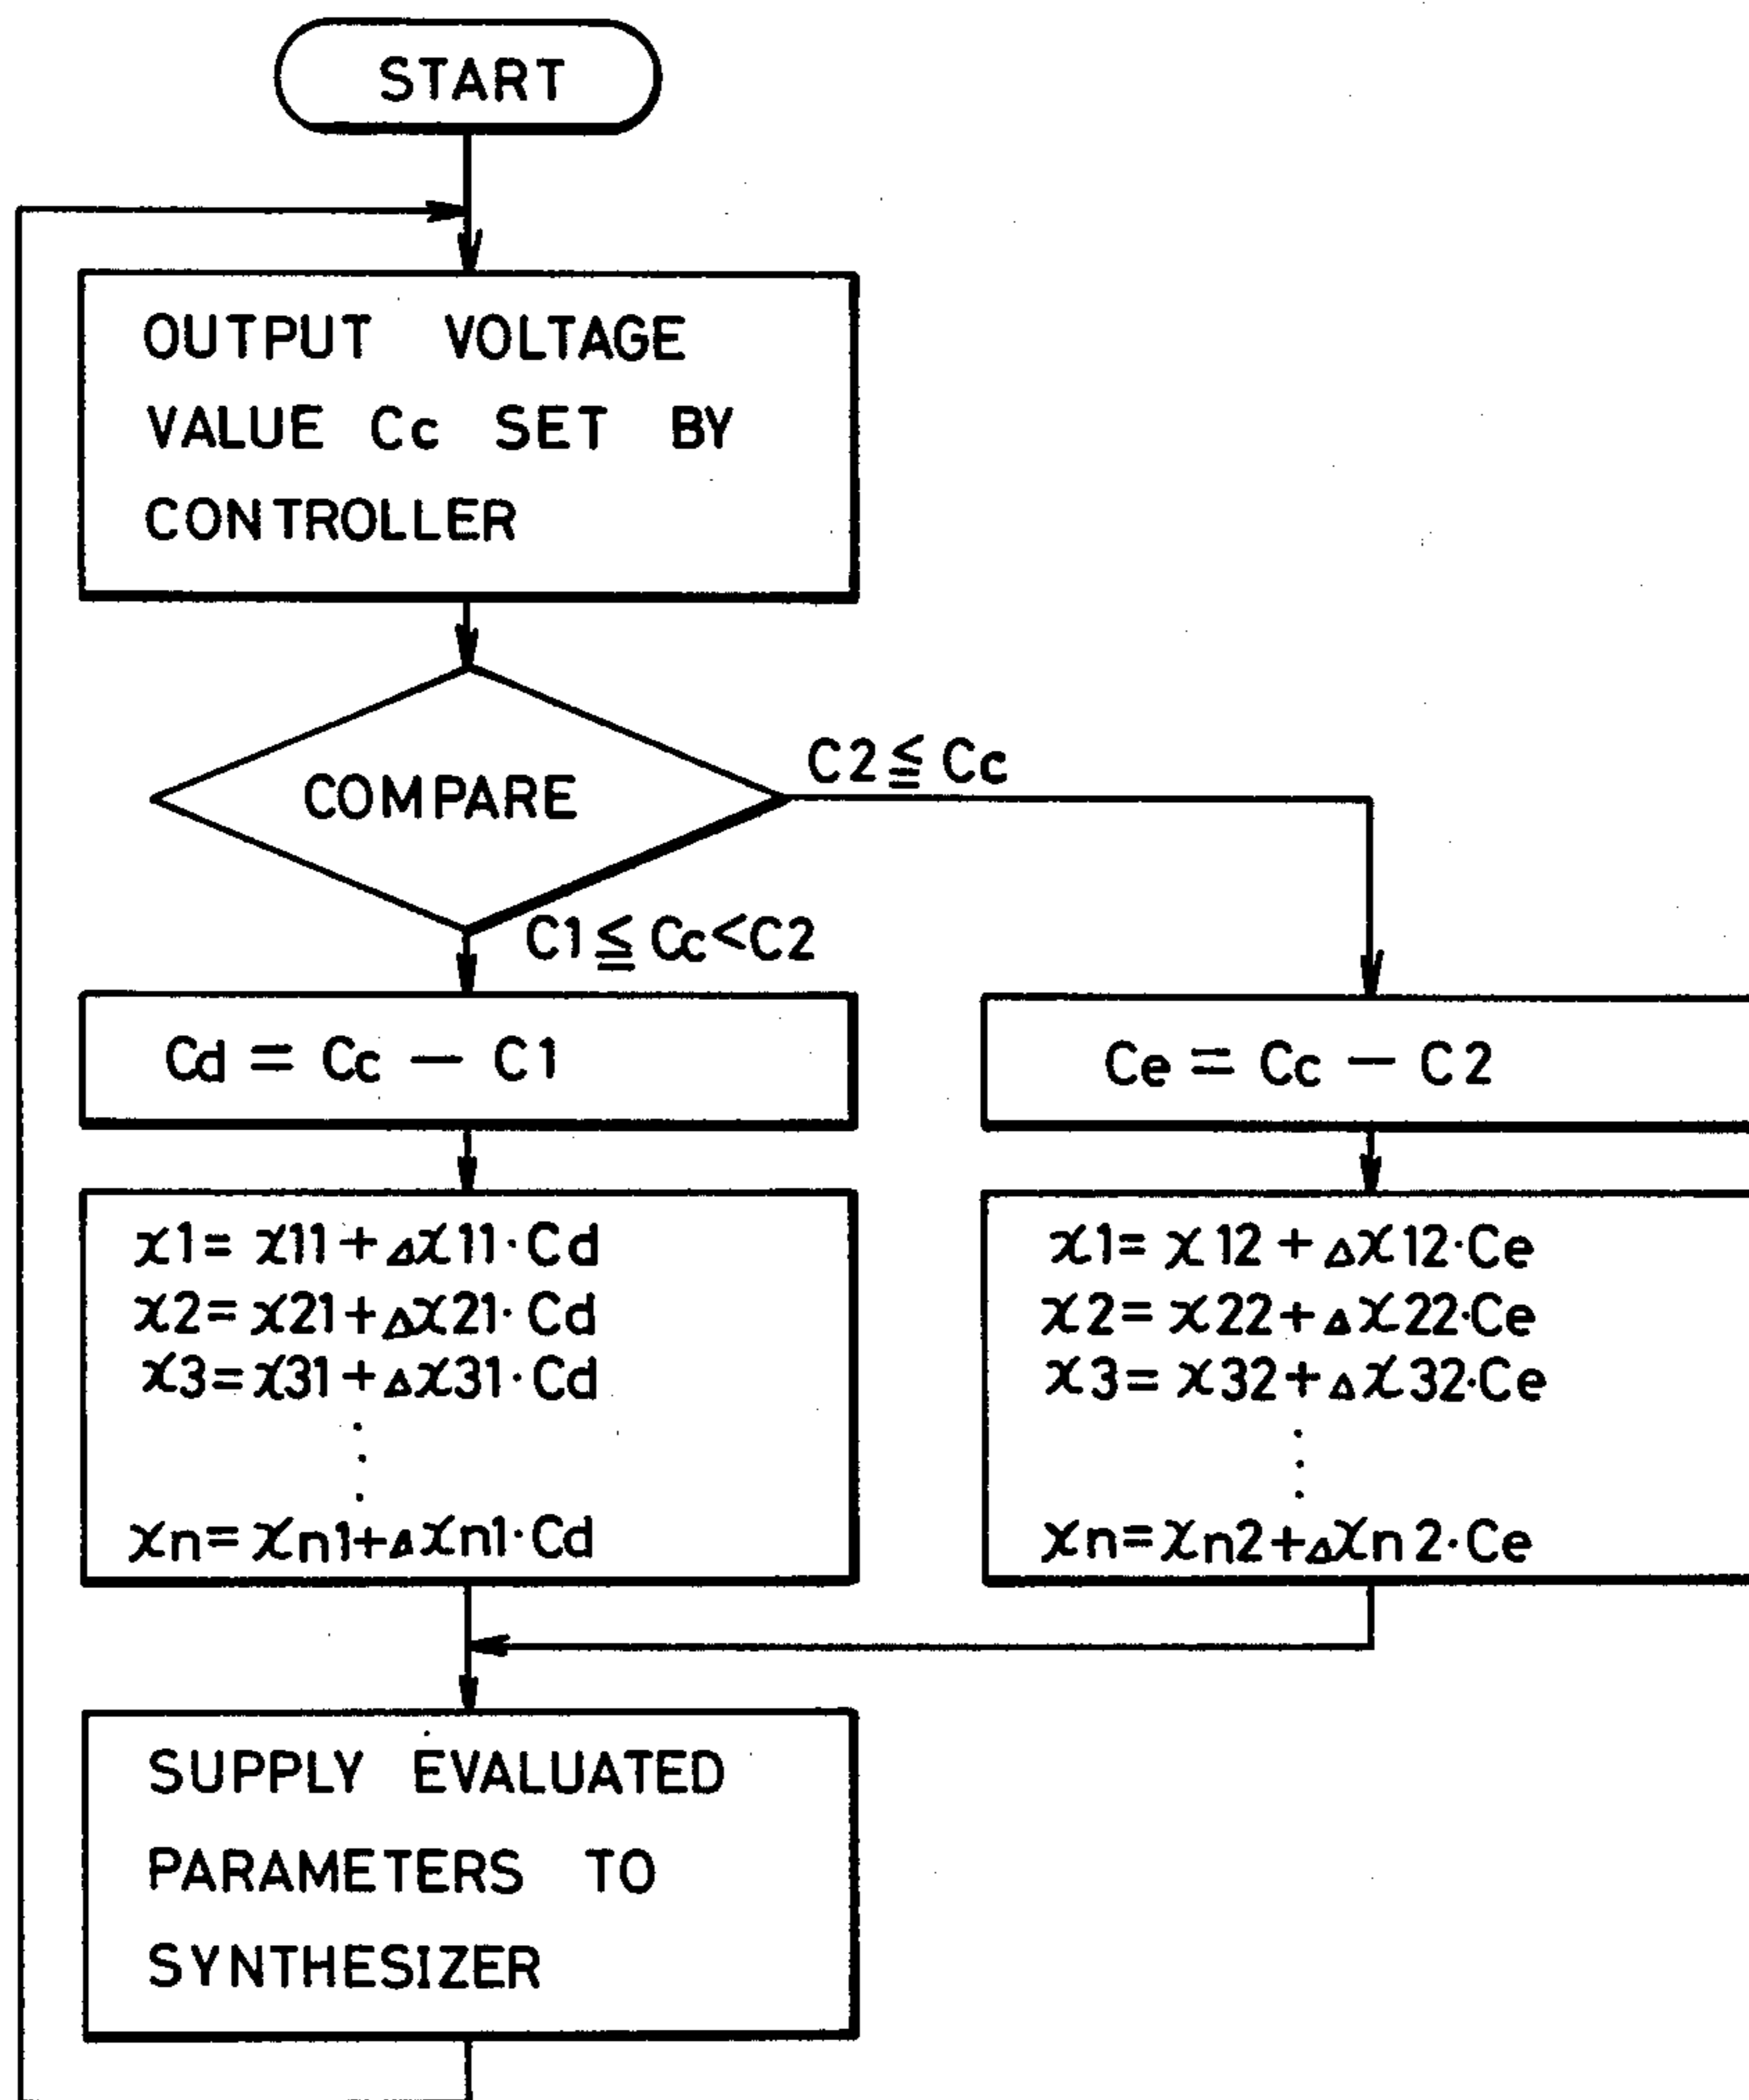 START
OUTPUT VOLTAGE
VALUE Cc SET BY
CONTROLLER
COMPARE
C2 ≦ Cc
C1 ≦ Cc<C2
Cd = Cc − C1
Ce = Cc − C2
x1= x11 + Δx11·Cd
x2= x21 + Δx21·Cd
x3= x31 + Δx31·Cd
⋮
xn= xn1+Δxn1·Cd
x1= x12 + Δx12·Ce
x2= x22 + Δx22·Ce
x3= x32 + Δx32·Ce
⋮
xn= xn2+Δxn2·Ce
SUPPLY EVALUATED
PARAMETERS TO
SYNTHESIZER